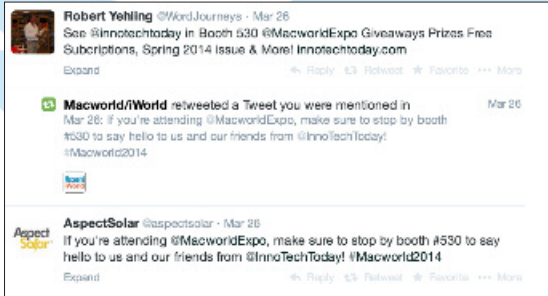 Robert Yehling @WordJourneys · Mar 26
See @innotechtoday in Booth 530 @MacworldExpo Giveaways Prizes Free
Subcriptions, Spring 2014 Issue & More! innotechtoday.com
Expand Reply Retweet Favorite More
Macworld/iWorld retweeted a Tweet you were mentioned in Mar 26
Mar 26: If you're attending @MacworldExpo, make sure to stop by booth
#530 to say hello to us and our friends from @InnoTechToday!
#Macworld2014
AspectSolar @aspectsolar · Mar 26
Aspect
Solar
If you're attending @MacworldExpo, make sure to stop by booth #530 to say
hello to us and our friends from @InnoTechToday! #Macworld2014
Expand Reply Retweet Favorite More